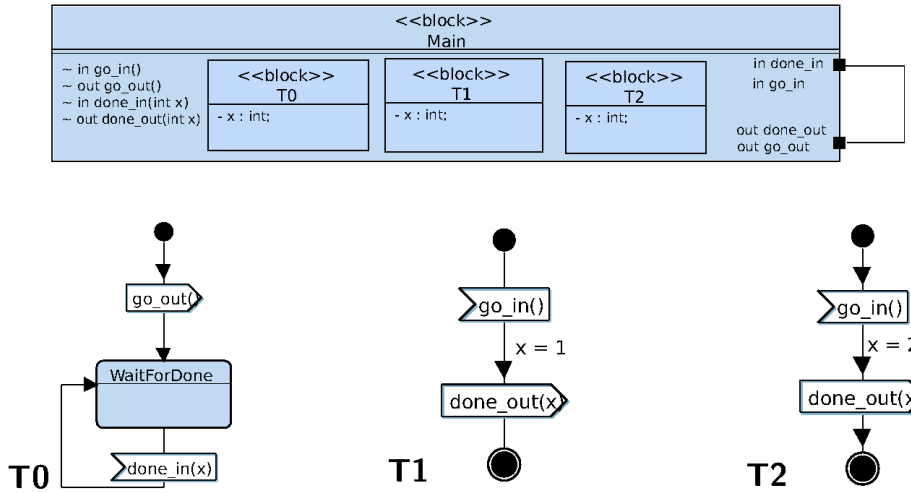 <<block>>
Main
~ in go_in()
~ out go_out()
~ in done_in(int x)
~ out done_out(int x)
<<block>>
T0
- x : int;
<<block>>
T1
- x : int;
<<block>>
T2
- x : int;
in done_in
in go_in
out done_out
out go_out
go_out()
WaitForDone
done_in(x)
T0
go_in()
x = 1
done_out(x)
T1
go_in()
x = 2
done_out(x
T2